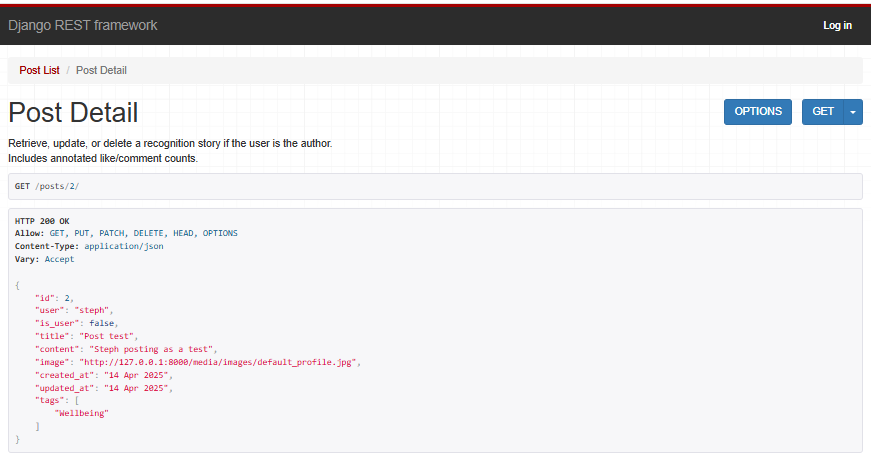 Django REST framework
Log in
Post List / Post Detail
Post Detail
OPTIONS
GET
Retrieve, update, or delete a recognition story if the user is the author.
Includes annotated like/comment counts.
GET /posts/2/
HTTP 200 OK
Allow: GET, PUT, PATCH, DELETE, HEAD, OPTIONS
Content-Type: application/json
Vary: Accept
{
    "id": 2,
    "user": "steph",
    "is_user": false,
    "title": "Post test",
    "content": "Steph posting as a test",
    "image": "http://127.0.0.1:8000/media/images/default_profile.jpg",
    "created_at": "14 Apr 2025",
    "updated_at": "14 Apr 2025",
    "tags": [
        "Wellbeing"
    ]
}